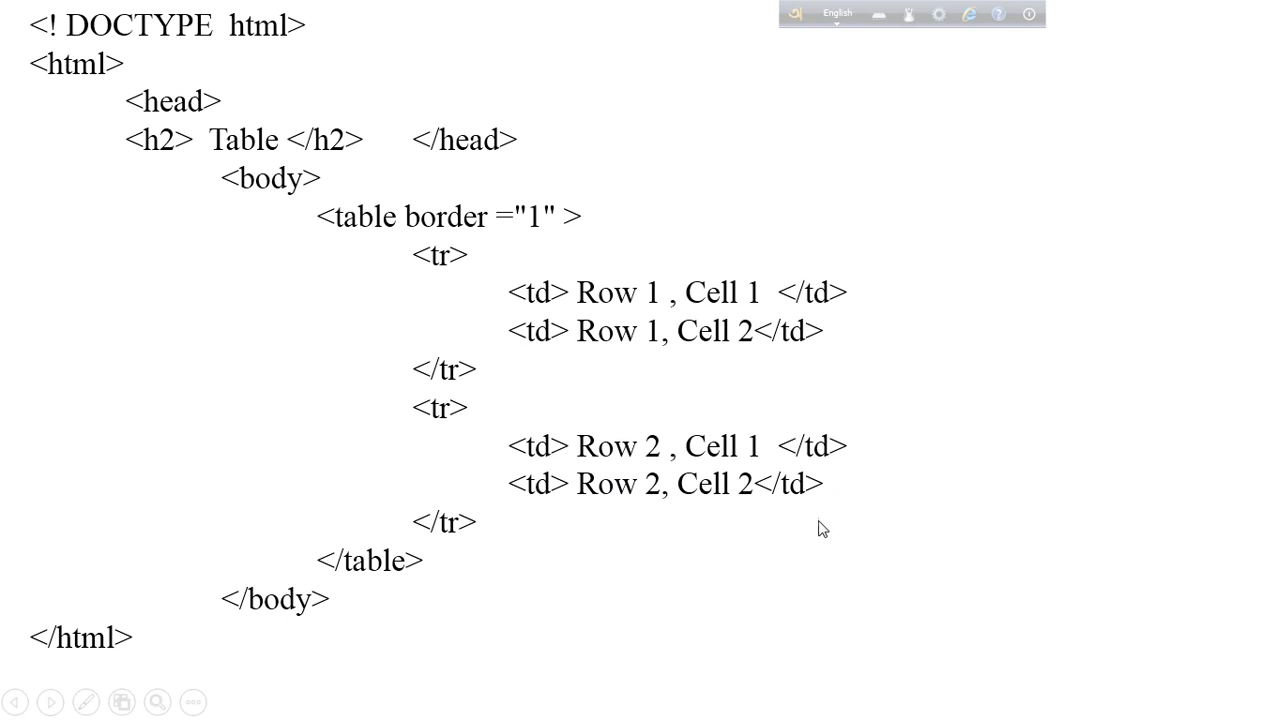 English
<! DOCTYPE  html>
<html>
<head>
<h2>  Table </h2>    </head>
<body>
<table border ="1" >
<tr>
<td> Row 1 , Cell 1  </td>
<td> Row 1, Cell 2</td>
</tr>
<tr>
<td> Row 2 , Cell 1  </td>
<td> Row 2, Cell 2</td>
</tr>
</table>
</body>
</html>